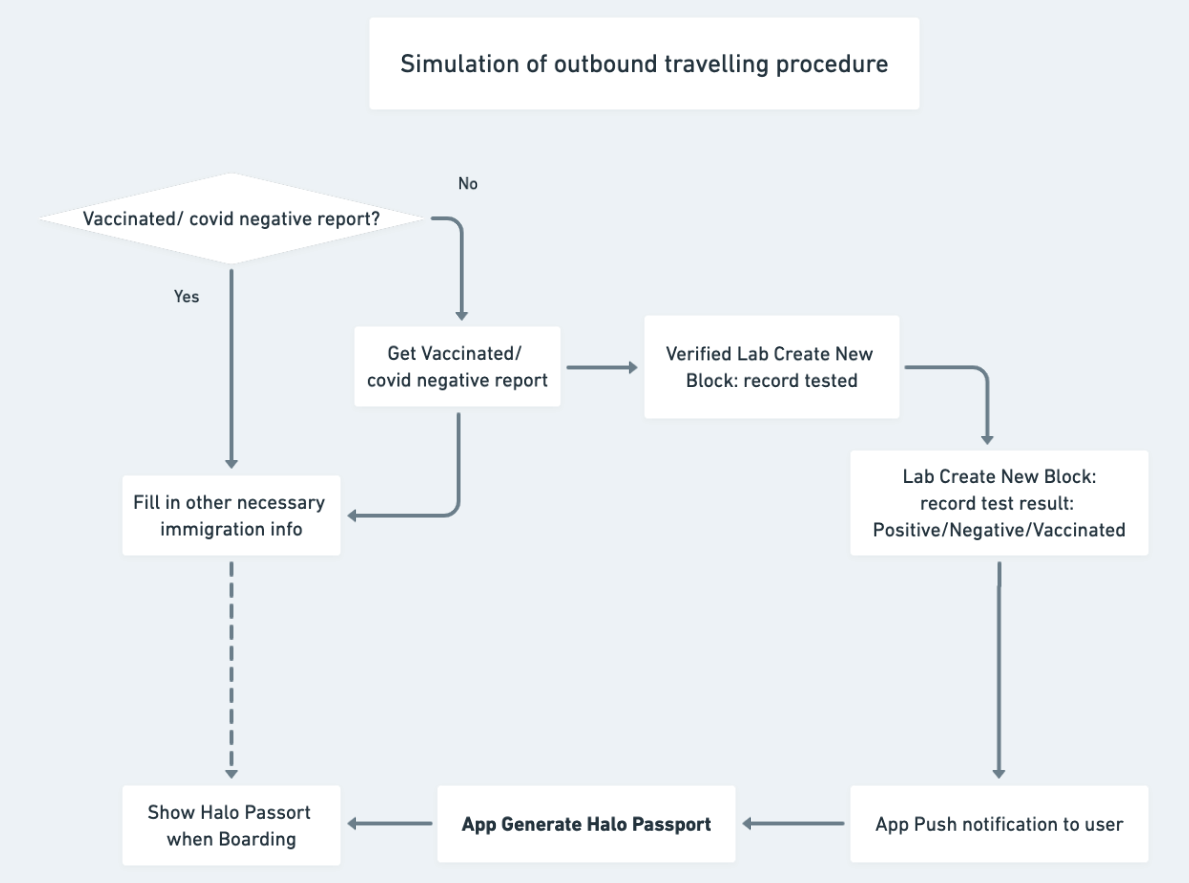 Simulation of outbound travelling procedure
No
Vaccinated/ covid negative report?
Yes
Get Vaccinated/
covid negative report
Verified Lab Create New
Block: record tested
Fill in other necessary
immigration info
Lab Create New Block:
record test result:
Positive/Negative/Vaccinated
Show Halo Passort
when Boarding
App Generate Halo Passport
App Push notification to user